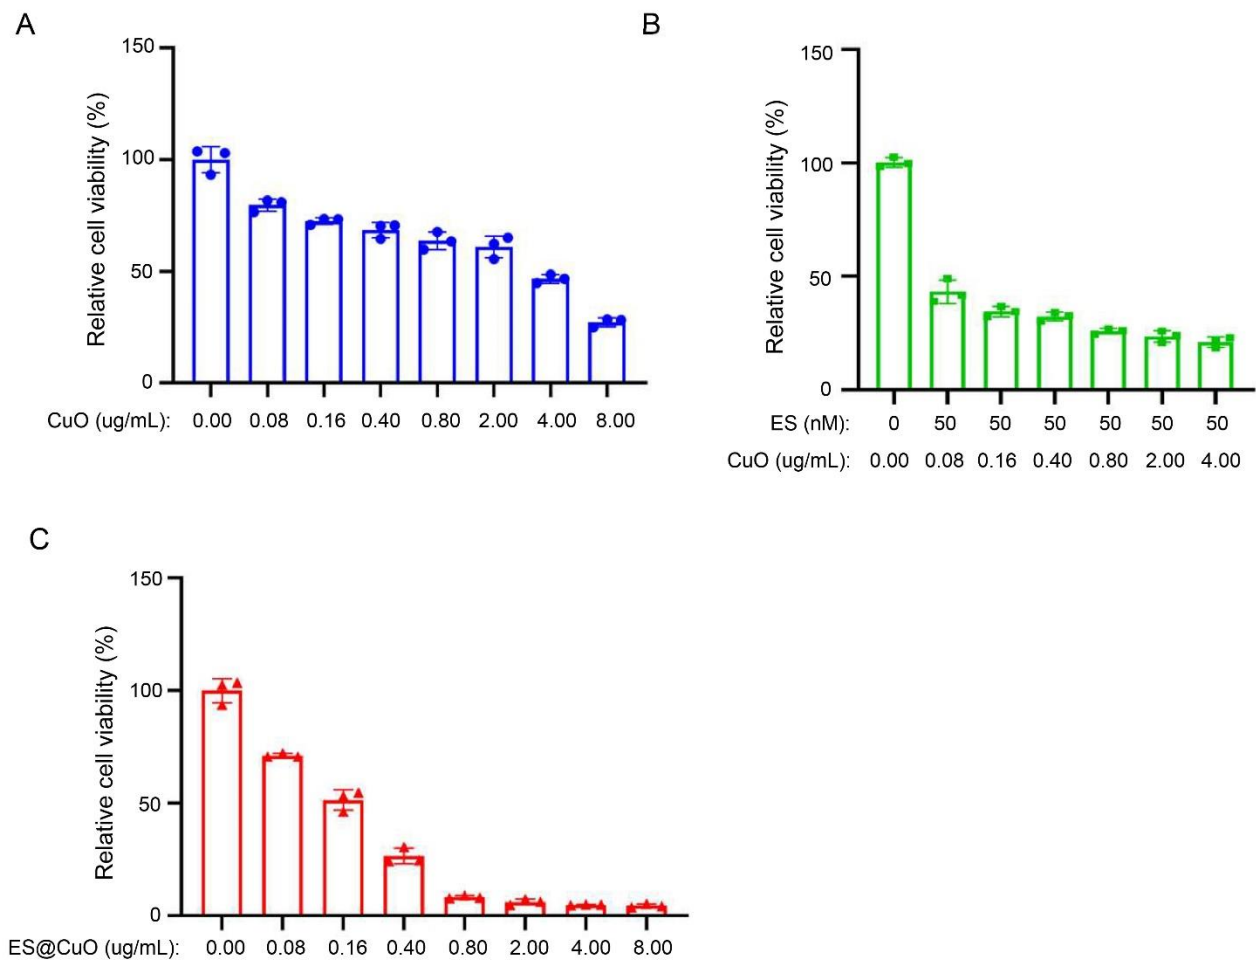 A
Relative cell viability (%)
150
100
50
0
CuO (ug/mL): 0.00 0.08 0.16 0.40 0.80 2.00 4.00 8.00
B
Relative cell viability (%)
150
100
50
0
ES (nM): 0 50 50 50 50 50 50
CuO (ug/mL): 0.00 0.08 0.16 0.40 0.80 2.00 4.00
C
Relative cell viability (%)
150
100
50
0
ES@CuO (ug/mL): 0.00 0.08 0.16 0.40 0.80 2.00 4.00 8.00